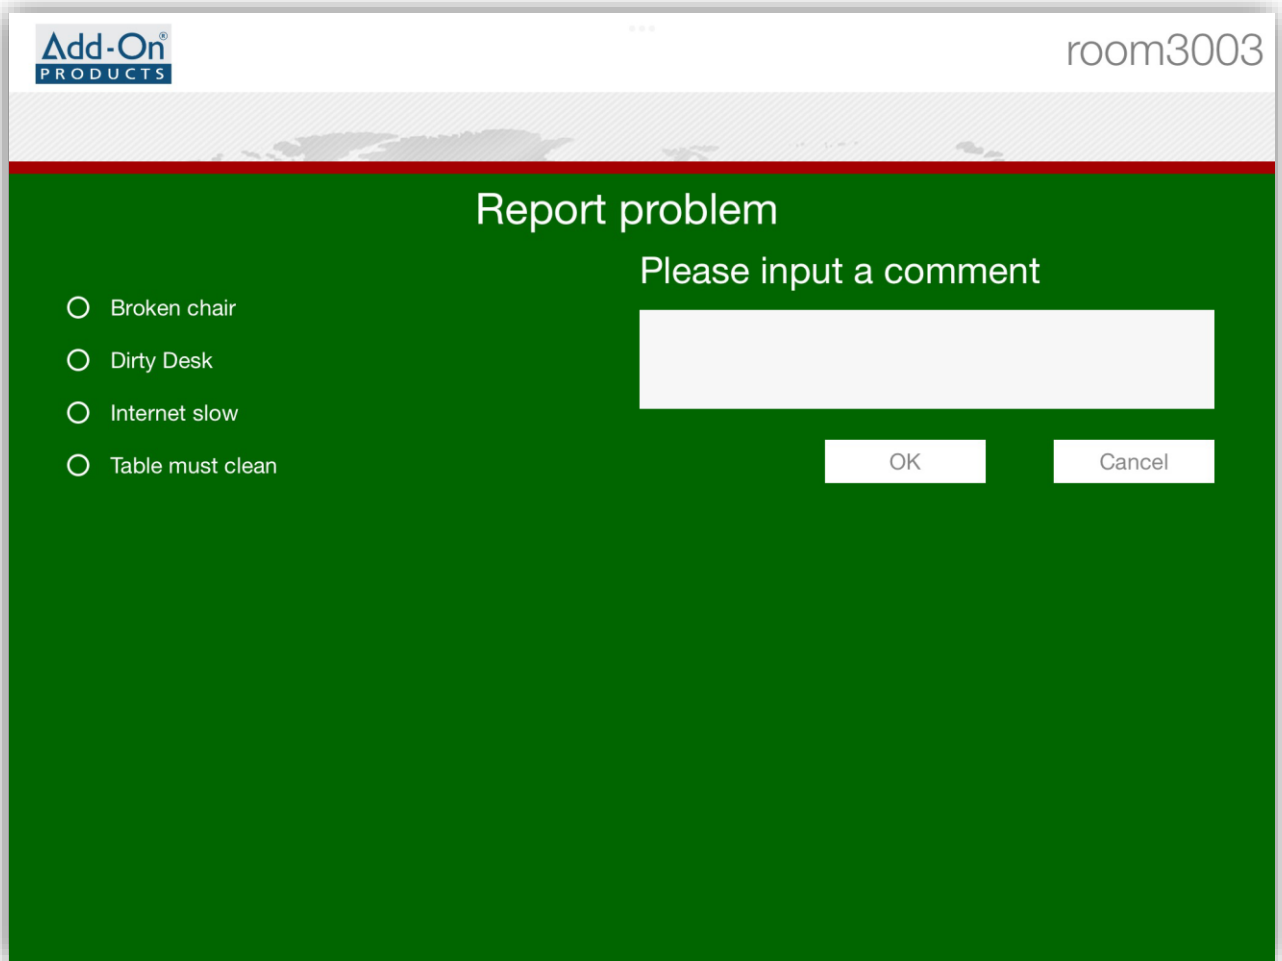 Add-On®
PRODUCTS
room3003
Report problem
Please input a comment
Broken chair
Dirty Desk
Internet slow
Table must clean
OK
Cancel